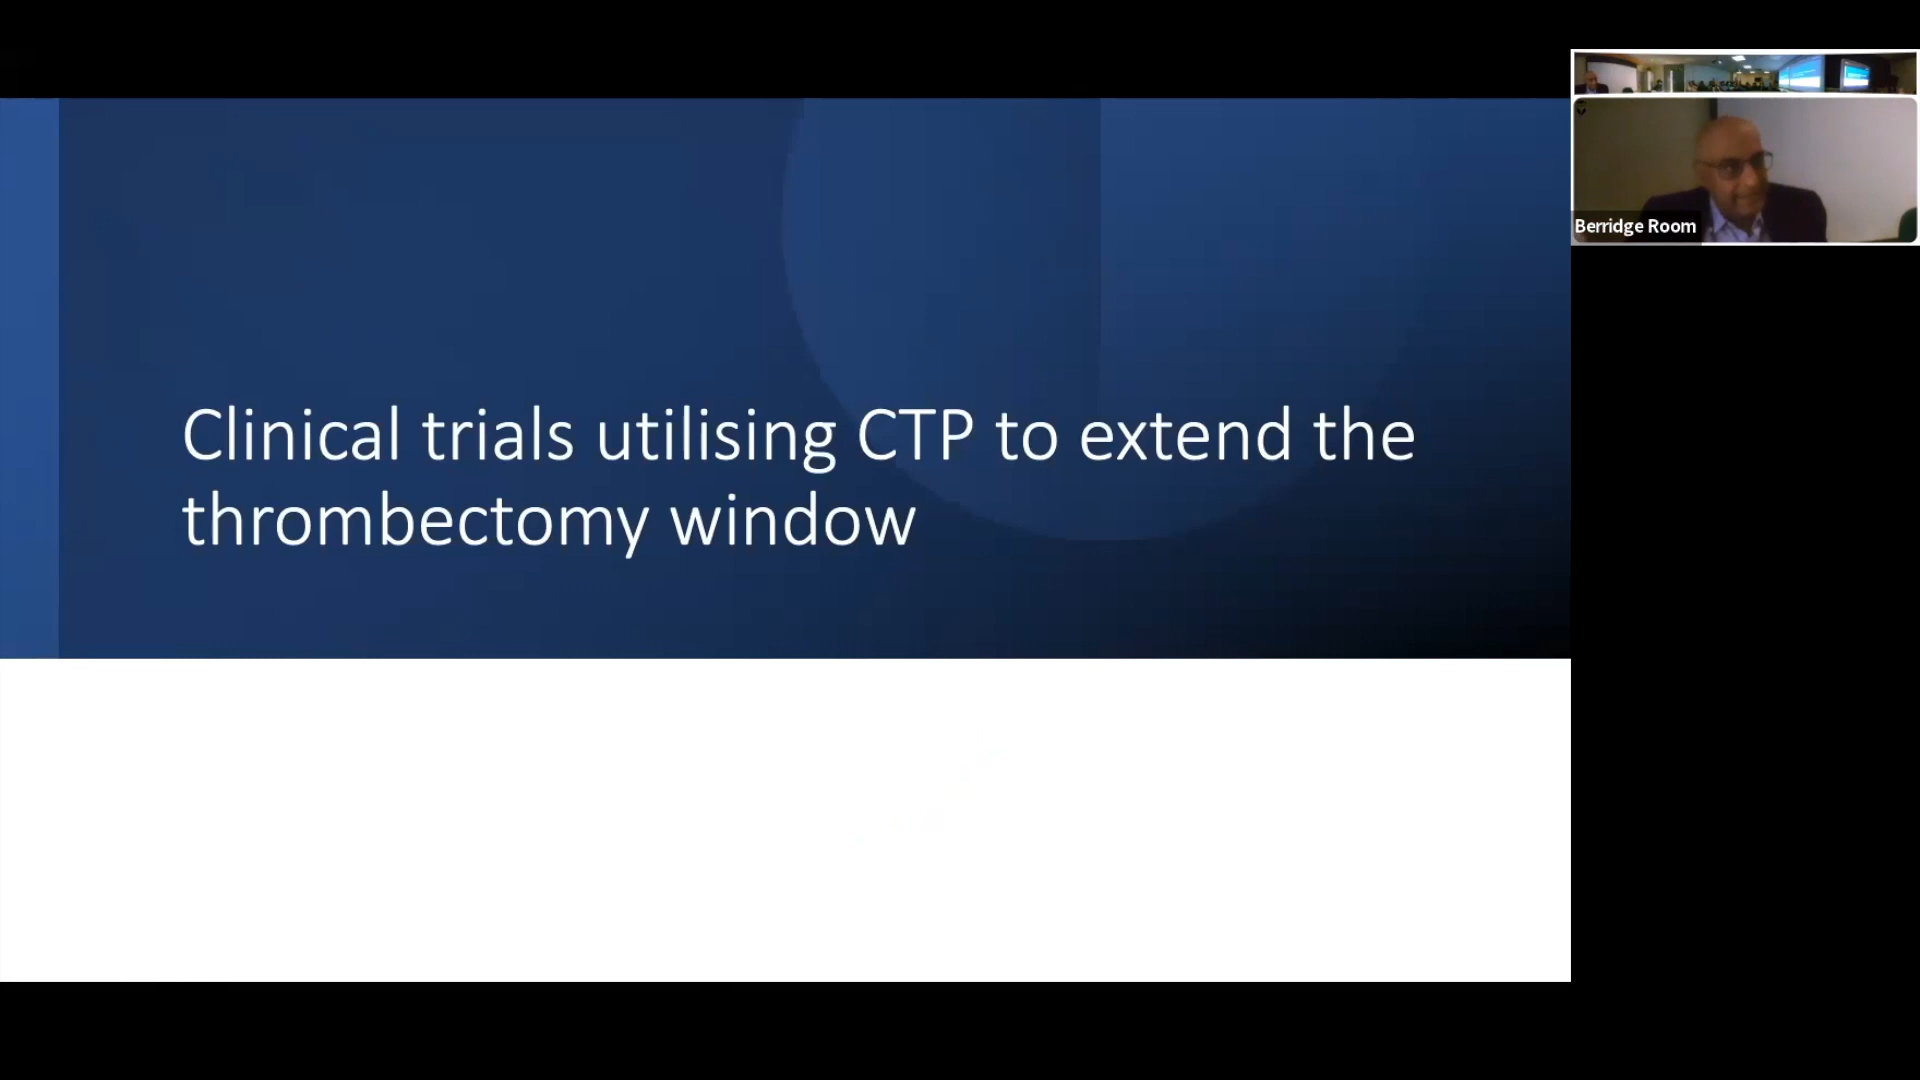 Clinical trials utilising CTP to extend the
thrombectomy window
Berridge Room